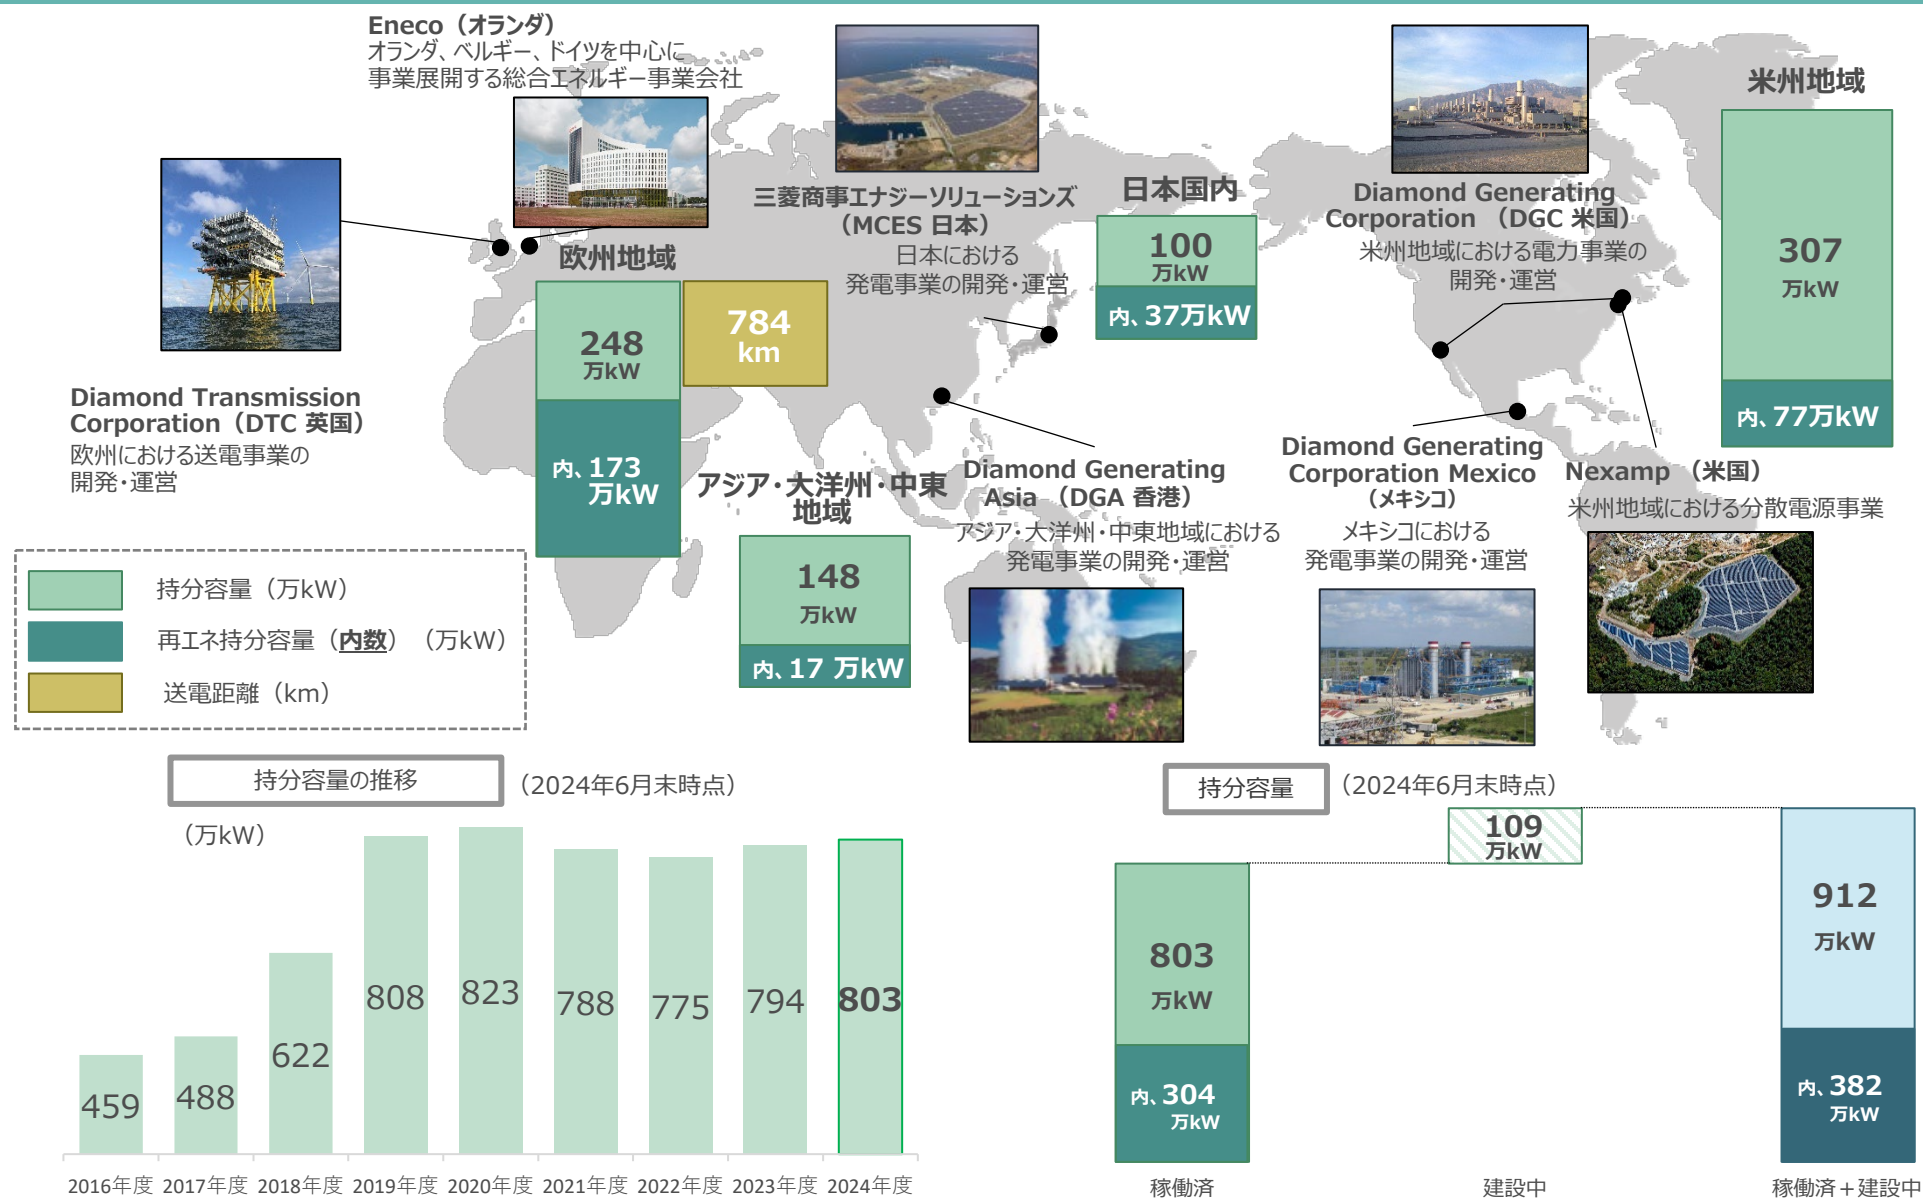 Eneco（オランダ）
オランダ、ベルギー、ドイツを中心に
事業展開する総合エネルギー事業会社
三菱商事エナジーソリューションズ
（MCES 日本）
日本における
発電事業の開発・運営
日本国内
100
万kW
内、37万kW
Diamond Generating
Corporation （DGC 米国）
米州地域における電力事業の
開発・運営
米州地域
307
万kW
内、77万kW
欧州地域
248
万kW
内、173
万kW
784
km
Diamond Transmission
Corporation（DTC 英国）
欧州における送電事業の
開発・運営
アジア・大洋州・中東
地域
148
万kW
内、17 万kW
Diamond Generating
Asia （DGA 香港）
アジア・大洋州・中東地域における
発電事業の開発・運営
Diamond Generating
Corporation Mexico
（メキシコ）
メキシコにおける
発電事業の開発・運営
Nexamp （米国）
米州地域における分散電源事業
持分容量（万kW）
再エネ持分容量（内数）（万kW）
送電距離（km）
持分容量の推移 （2024年6月末時点）
（万kW）
459
488
622
808
823
788
775
794
803
2016年度 2017年度 2018年度 2019年度 2020年度 2021年度 2022年度 2023年度 2024年度
持分容量 （2024年6月末時点）
803
万kW
内、304
万kW
109
万kW
912
万kW
内、382
万kW
稼働済 建設中 稼働済＋建設中